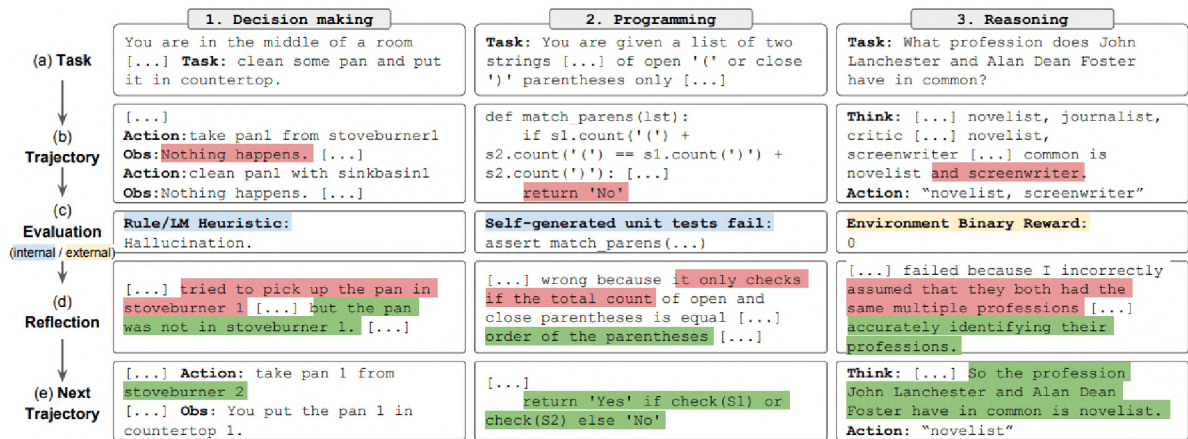 1. Decision making
2. Programming
3. Reasoning
(a) Task
You are in the middle of a room
[...] Task: clean some pan and put
it in countertop.
Task: You are given a list of two
strings [...] of open '(' or close
')' parentheses only [...]
Task: What profession does John
Lanchester and Alan Dean Foster
have in common?
(b)
Trajectory
[...]
Action:take pan1 from stoveburner1
Obs:Nothing happens. [...]
Action:clean pan1 with sinkbasin1
Obs:Nothing happens. [...]
def match_parens(lst):
if s1.count('(') +
s2.count('(') == s1.count(')') +
s2.count(')'): [...]
return 'No'
Think: [...] novelist, journalist,
critic [...] novelist,
screenwriter [...] common is
novelist and screenwriter.
Action: “novelist, screenwriter”
(c)
Evaluation
(internal / external)
Rule/LM Heuristic:
Hallucination.
Self-generated unit tests fail:
assert match_parens(...)
Environment Binary Reward:
0
(d)
Reflection
[...] tried to pick up the pan in
stoveburner 1 [...] but the pan
was not in stoveburner 1. [...]
[...] wrong because it only checks
if the total count of open and
close parentheses is equal [...]
order of the parentheses [...]
[...] failed because I incorrectly
assumed that they both had the
same multiple professions [...]
accurately identifying their
professions.
(e) Next
Trajectory
[...] Action: take pan 1 from
stoveburner 2
[...] Obs: You put the pan 1 in
countertop 1.
[...]
return 'Yes' if check(S1) or
check(S2) else 'No'
Think: [...] So the profession
John Lanchester and Alan Dean
Foster have in common is novelist.
Action: “novelist”